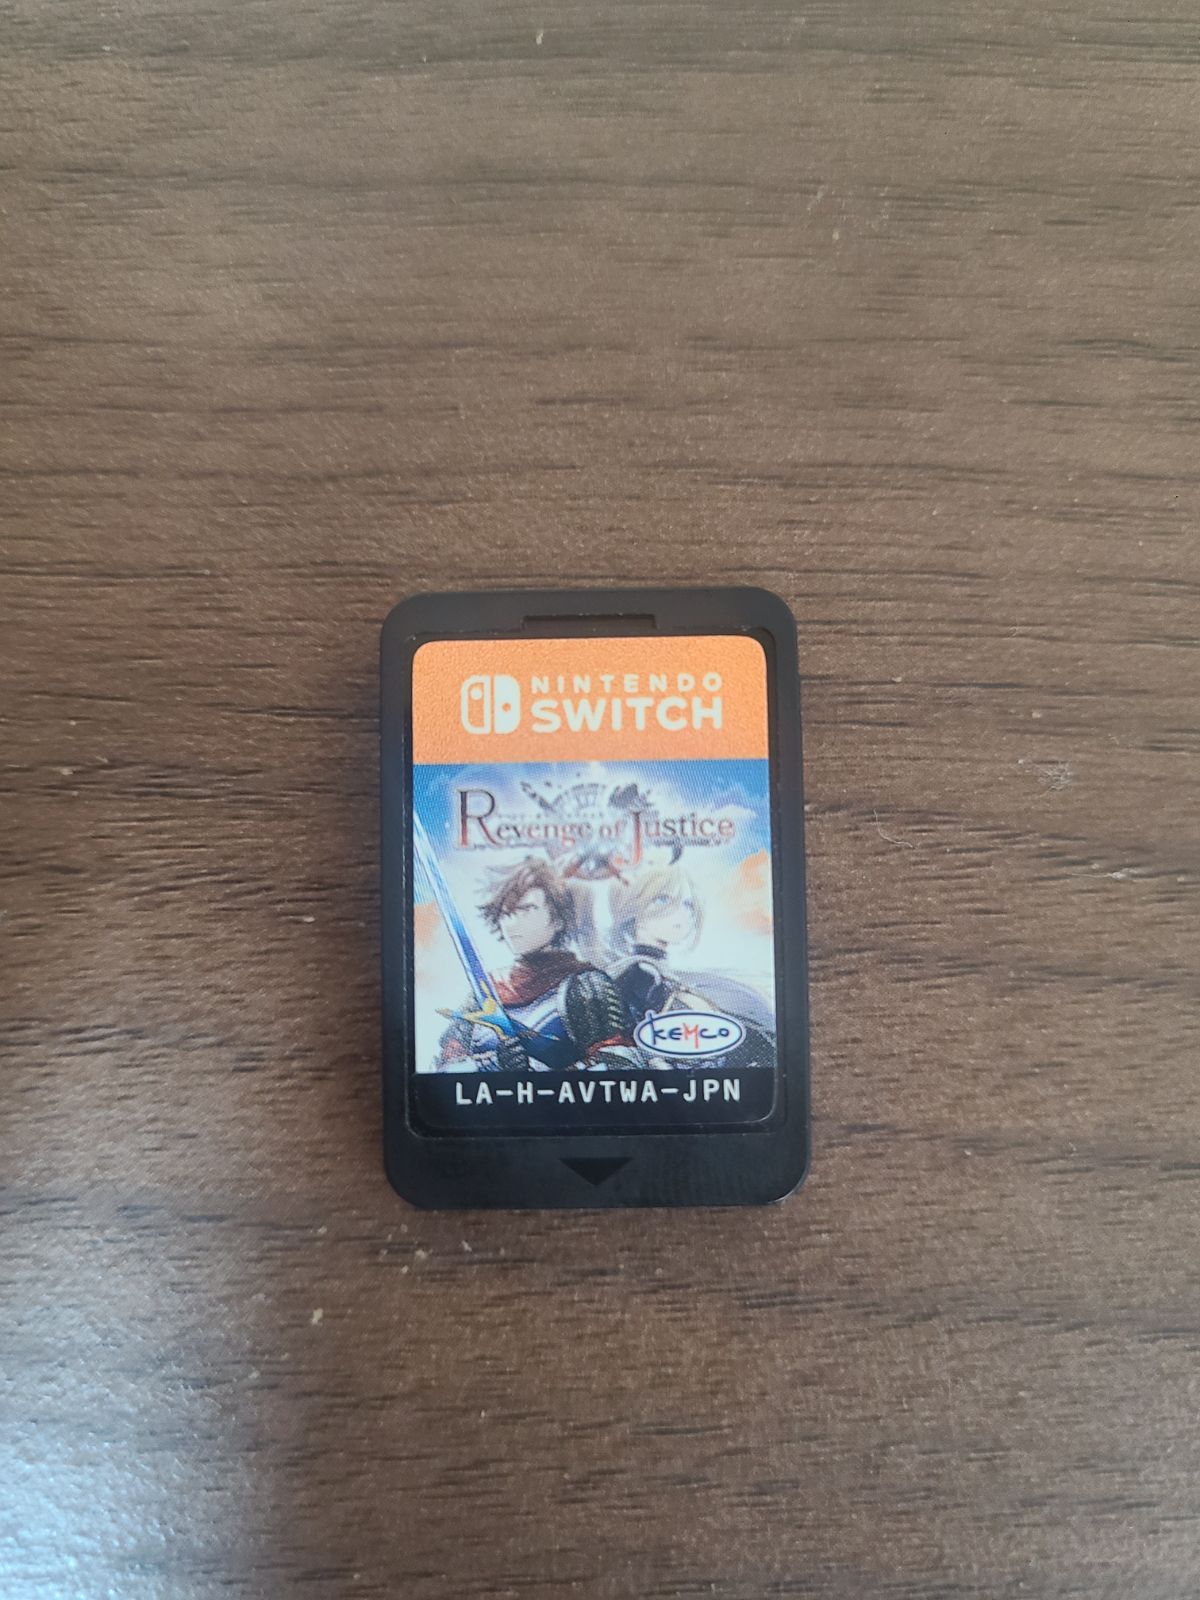 NINTENDO
SWITCH
Revenge of Justice
KEMCO
LA-H-AVTWA-JPN